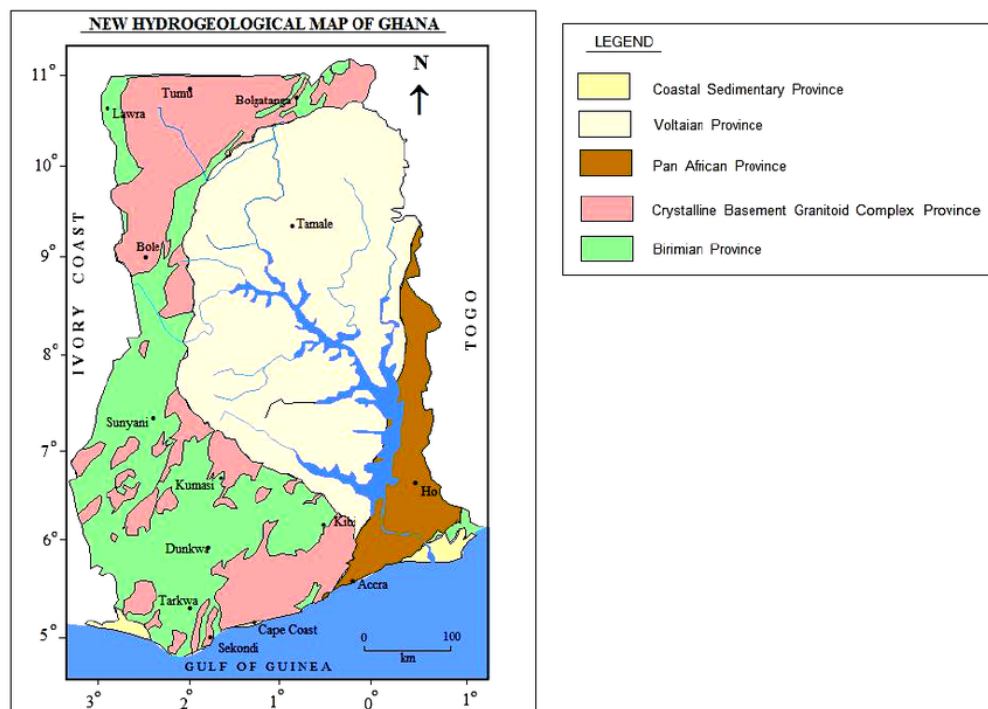 NEW HYDROGEOLOGICAL MAP OF GHANA
11°
10°
9°
8°
7°
6°
5°
3°
2°
1°
0°
1°
N
IVORY COAST
TOGO
GULF OF GUINEA
Tumu
Bolgatanga
Lawra
Tamale
Bole
Sunyani
Kumasi
Ho
Kibi
Dunkwa
Accra
Tarkwa
Cape Coast
Sekondi
0 100
km
LEGEND
Coastal Sedimentary Province
Voltaian Province
Pan African Province
Crystalline Basement Granitoid Complex Province
Birimian Province